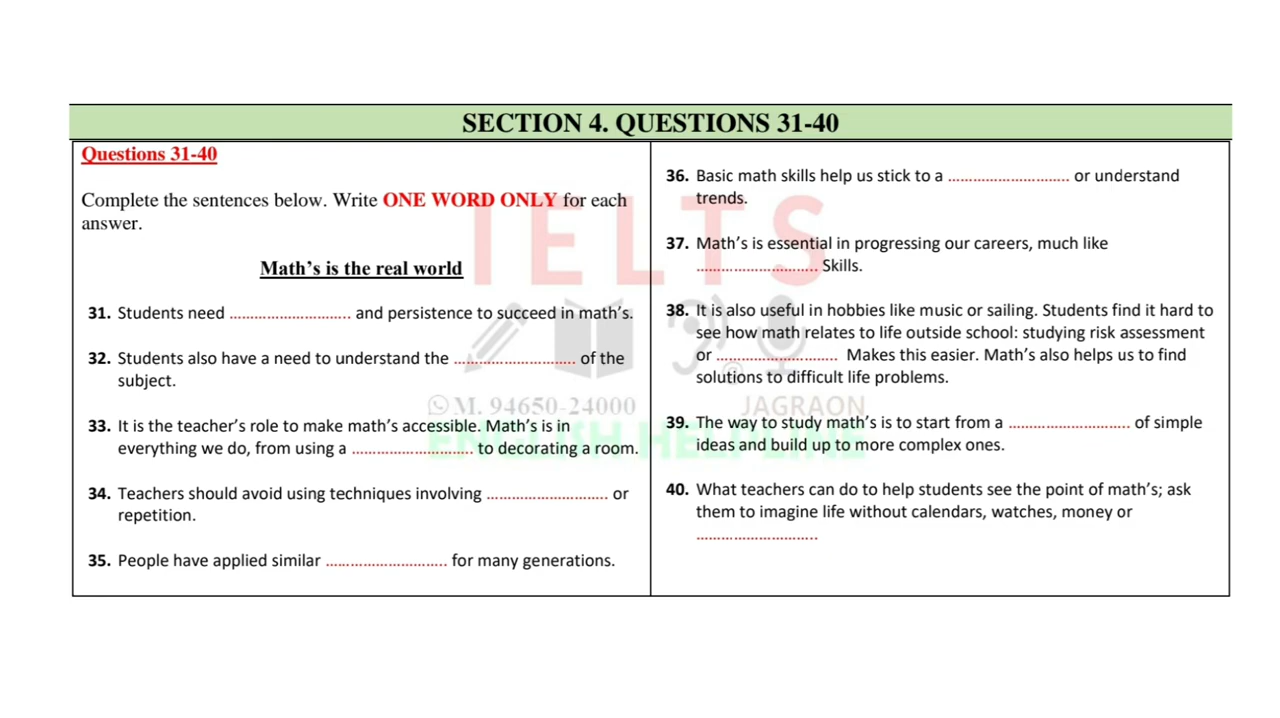 SECTION 4. QUESTIONS 31-40
Questions 31-40
Complete the sentences below. Write ONE WORD ONLY for each
answer.
Math's is the real world
31. Students need ……………………….. and persistence to succeed in math's.
32. Students also have a need to understand the ……………………….. of the
subject.
33. It is the teacher's role to make math's accessible. Math's is in
everything we do, from using a ……………………….. to decorating a room.
34. Teachers should avoid using techniques involving ……………………….. or
repetition.
35. People have applied similar ……………………….. for many generations.
36. Basic math skills help us stick to a ……………………….. or understand
trends.
37. Math's is essential in progressing our careers, much like
……………………….. Skills.
38. It is also useful in hobbies like music or sailing. Students find it hard to
see how math relates to life outside school: studying risk assessment
or ……………………….. Makes this easier. Math's also helps us to find
solutions to difficult life problems.
39. The way to study math's is to start from a ……………………….. of simple
ideas and build up to more complex ones.
40. What teachers can do to help students see the point of math's; ask
them to imagine life without calendars, watches, money or
………………………..
IELTS
®
M. 94650-24000 JAGRAON
ENGLISH HELPLINE